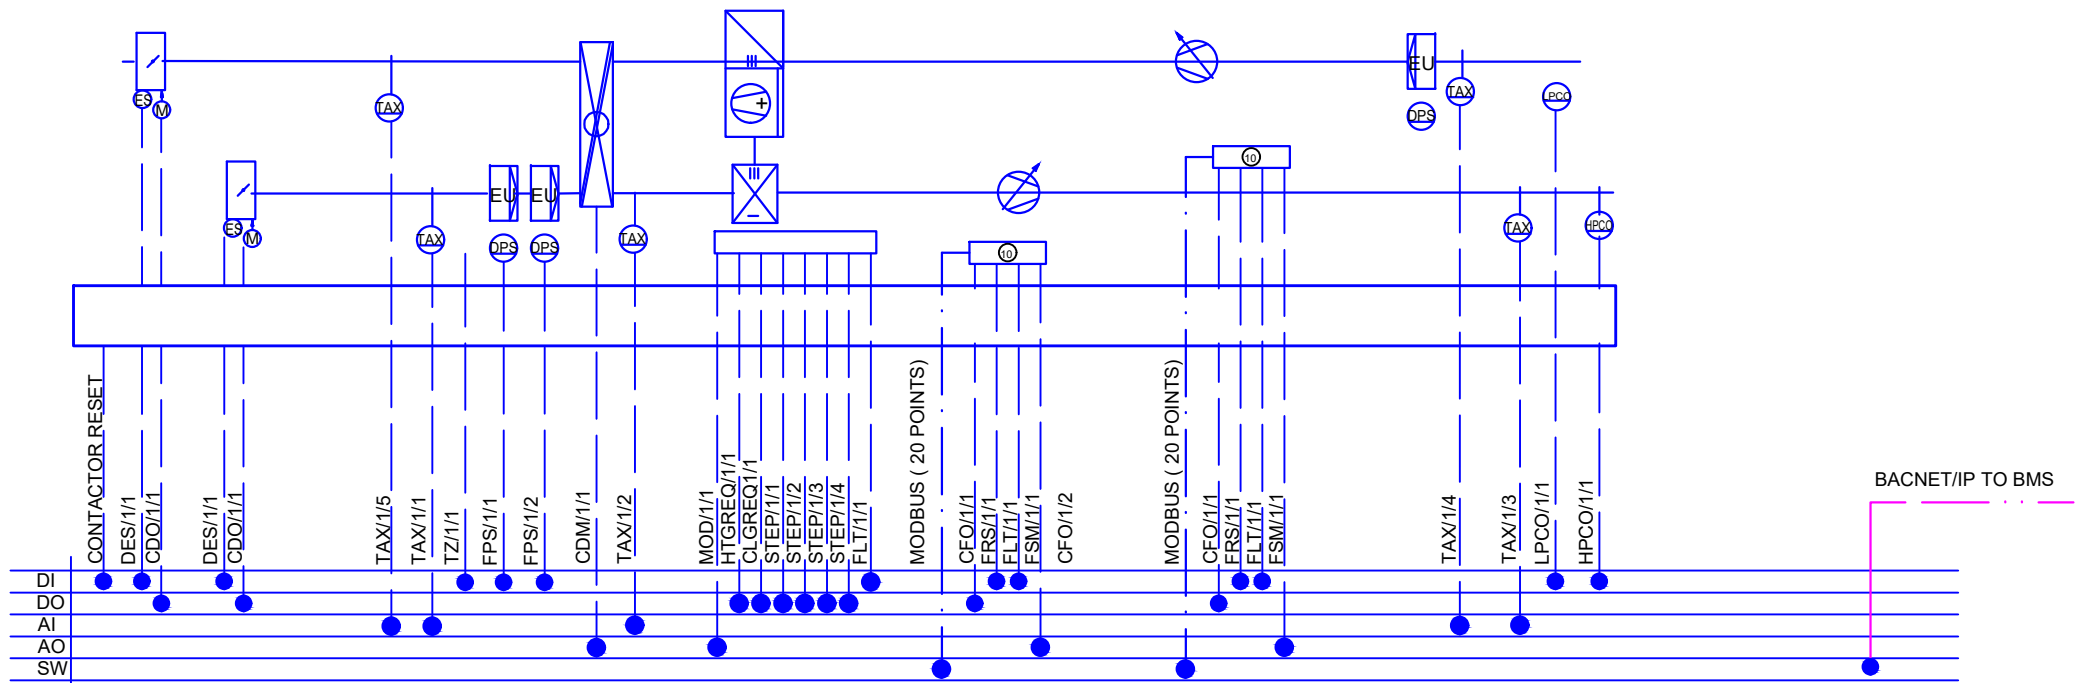 EU
ES
M
TAX
TAX
LPCO
+
DPS
10
ES
M
EU
EU
TAX
DPS
DPS
TAX
10
TAX
HPCO
CONTACTOR RESET
DES/1/1
CDO/1/1
DES/1/1
CDO/1/1
TAX/1/5
TAX/1/1
TZ/1/1
FPS/1/1
FPS/1/2
CDM/1/1
TAX/1/2
MOD/1/1
HTGREQ/1/1
CLGREQ1/1
STEP/1/1
STEP/1/2
STEP/1/3
STEP/1/4
FLT/1/1
MODBUS ( 20 POINTS)
CFO/1/1
FRS/1/1
FLT/1/1
FSM/1/1
CFO/1/2
MODBUS ( 20 POINTS)
CFO/1/1
FRS/1/1
FLT/1/1
FSM/1/1
TAX/1/4
TAX/1/3
LPCO/1/1
HPCO/1/1
BACNET/IP TO BMS
DI
DO
AI
AO
SW